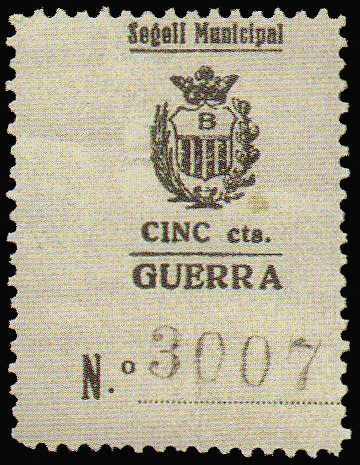 Segell Municipal
B
CINC cts.
GUERRA
N.º 3007